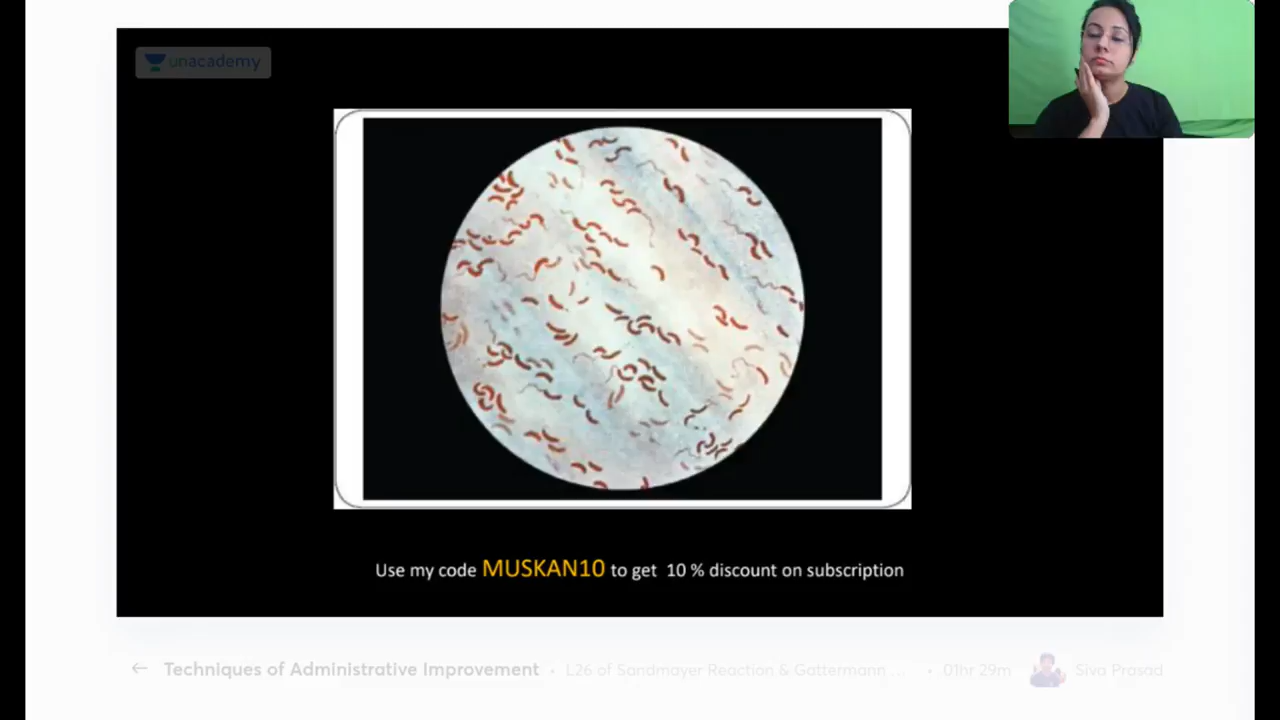 unacademy
Use my code MUSKAN10 to get 10 % discount on subscription
← Techniques of Administrative Improvement • L26 of Sandmayer Reaction & Gattermann ... • 01hr 29m Siva Prasad